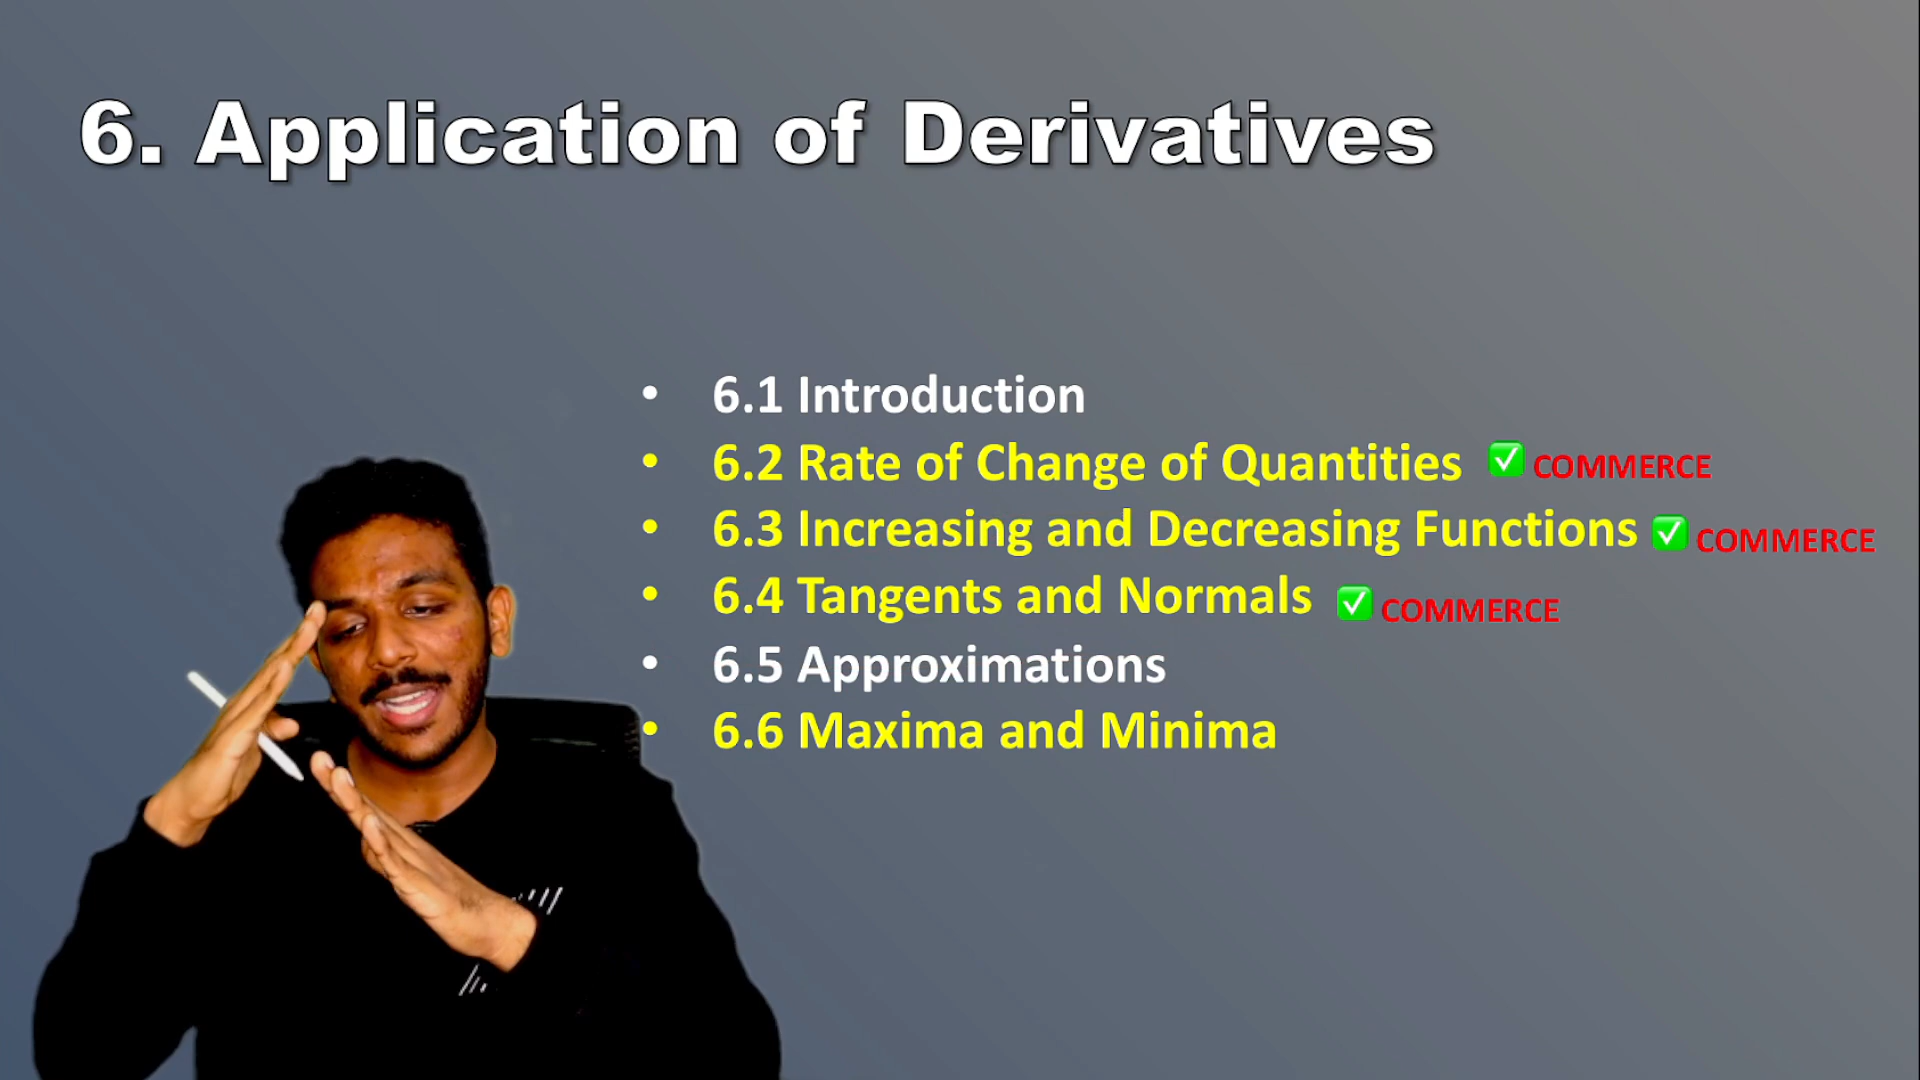 6. Application of Derivatives
• 6.1 Introduction
• 6.2 Rate of Change of Quantities ✅ COMMERCE
• 6.3 Increasing and Decreasing Functions ✅ COMMERCE
• 6.4 Tangents and Normals ✅ COMMERCE
• 6.5 Approximations
• 6.6 Maxima and Minima